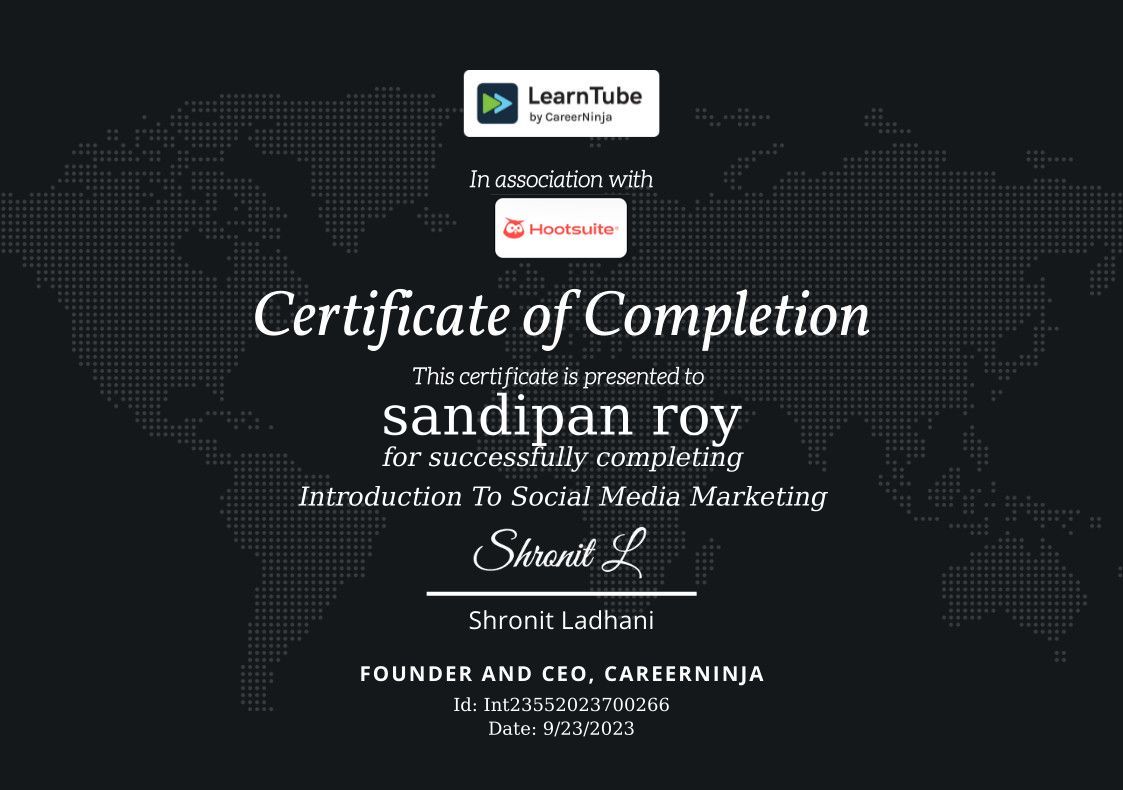 LearnTube
by CareerNinja
In association with
Hootsuite®
Certificate of Completion
This certificate is presented to
sandipan roy
for successfully completing
Introduction To Social Media Marketing
Shronit L
Shronit Ladhani
FOUNDER AND CEO, CAREERNINJA
Id: Int23552023700266
Date: 9/23/2023